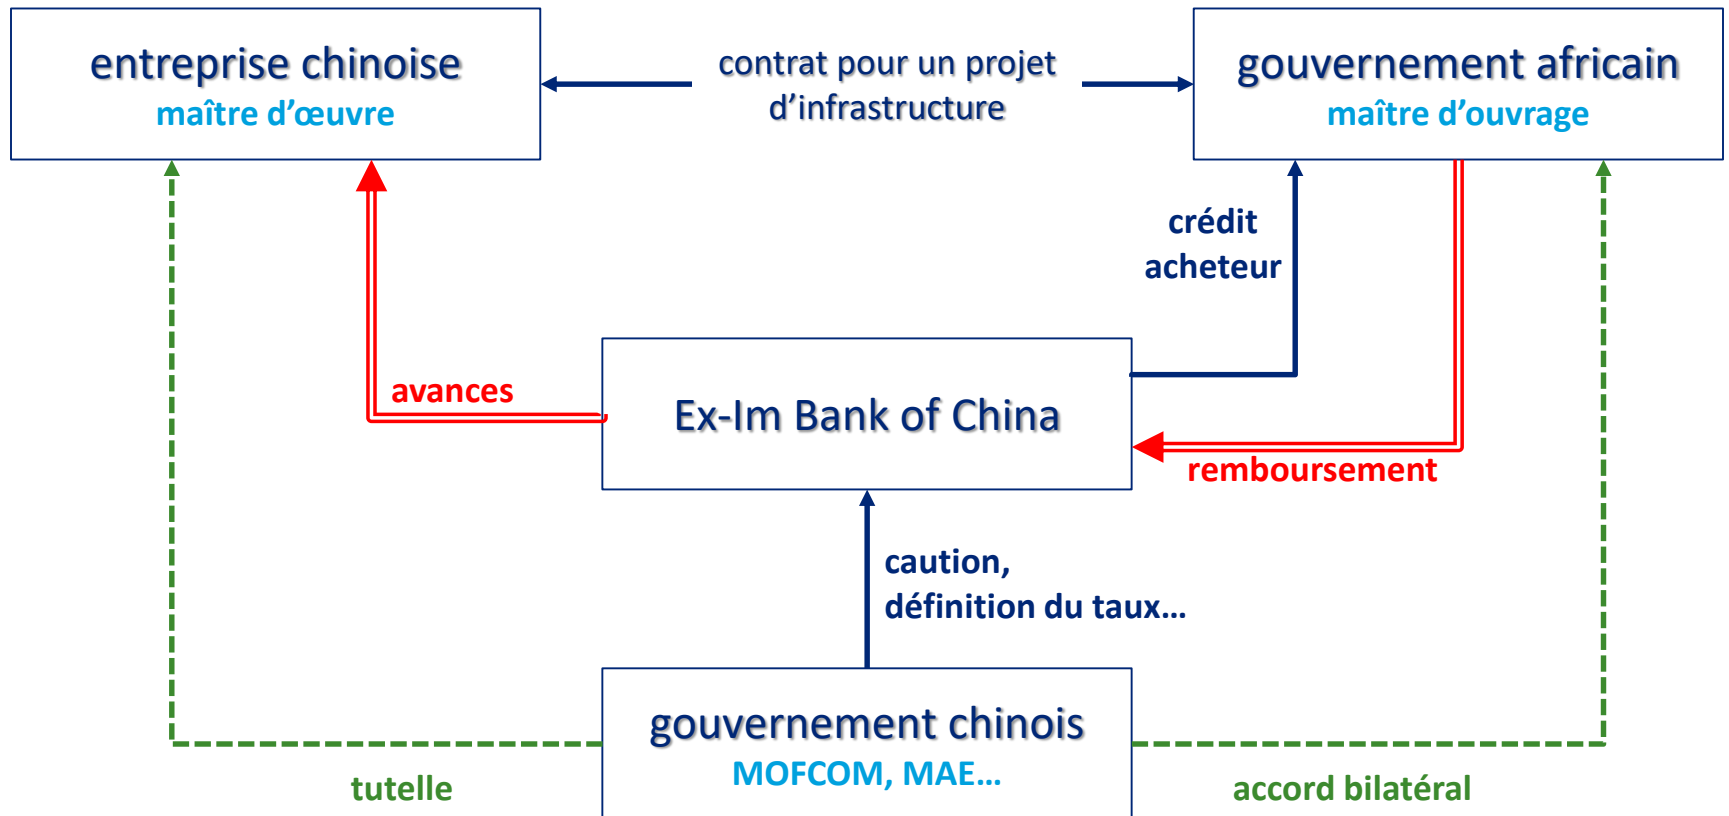 entreprise chinoise
maître d’œuvre
contrat pour un projet
d’infrastructure
gouvernement africain
maître d’ouvrage
crédit
acheteur
avances
Ex-Im Bank of China
remboursement
caution,
définition du taux…
gouvernement chinois
MOFCOM, MAE…
tutelle
accord bilatéral